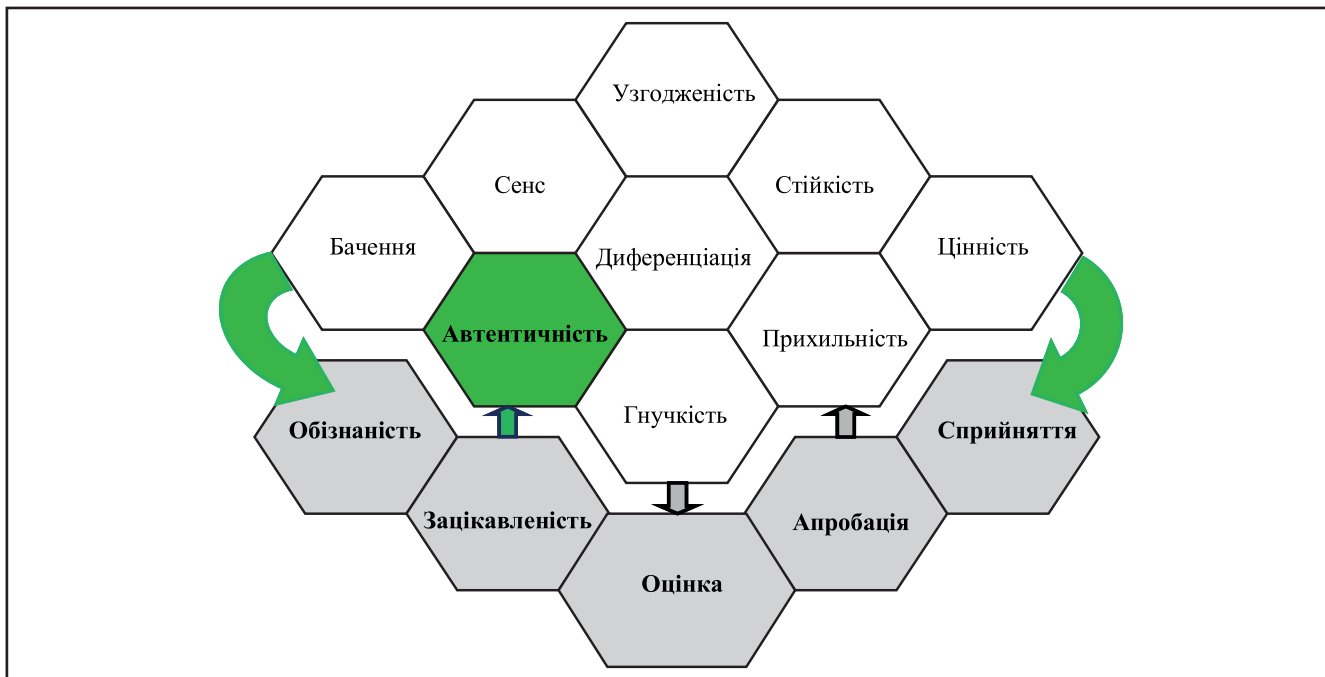 Узгодженість
Сенс
Стійкість
Бачення
Диференціація
Цінність
Автентичність
Прихильність
Гнучкість
Обізнаність
Сприйняття
Зацікавленість
Апробація
Оцінка